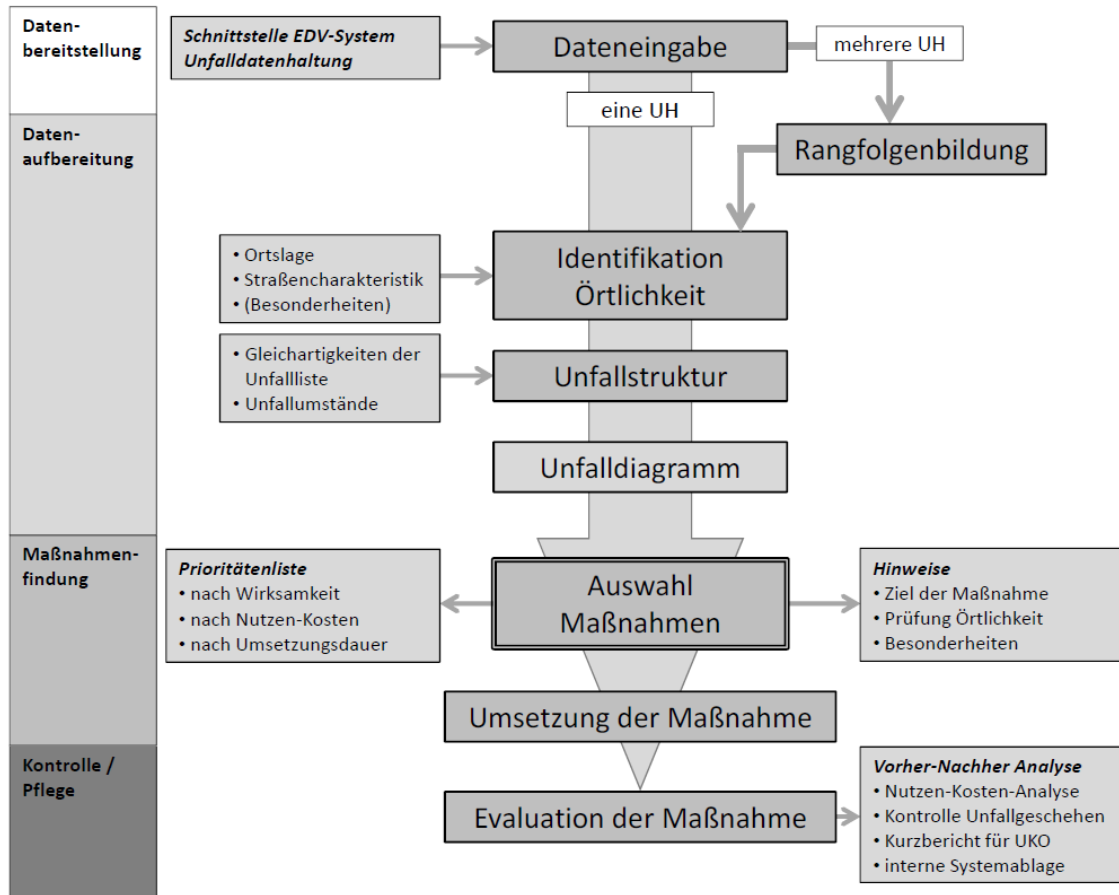 Daten-
bereitstellung
Schnittstelle EDV-System
Unfalldatenhaltung
Dateneingabe
mehrere UH
eine UH
Daten-
aufbereitung
Rangfolgenbildung
• Ortslage
• Straßencharakteristik
• (Besonderheiten)
Identifikation
Örtlichkeit
• Gleichartigkeiten der
Unfallliste
• Unfallumstände
Unfallstruktur
Unfalldiagramm
Maßnahmen-
findung
Prioritätenliste
• nach Wirksamkeit
• nach Nutzen-Kosten
• nach Umsetzungsdauer
Auswahl
Maßnahmen
Hinweise
• Ziel der Maßnahme
• Prüfung Örtlichkeit
• Besonderheiten
Umsetzung der Maßnahme
Kontrolle /
Pflege
Evaluation der Maßnahme
Vorher-Nachher Analyse
• Nutzen-Kosten-Analyse
• Kontrolle Unfallgeschehen
• Kurzbericht für UKO
• interne Systemablage